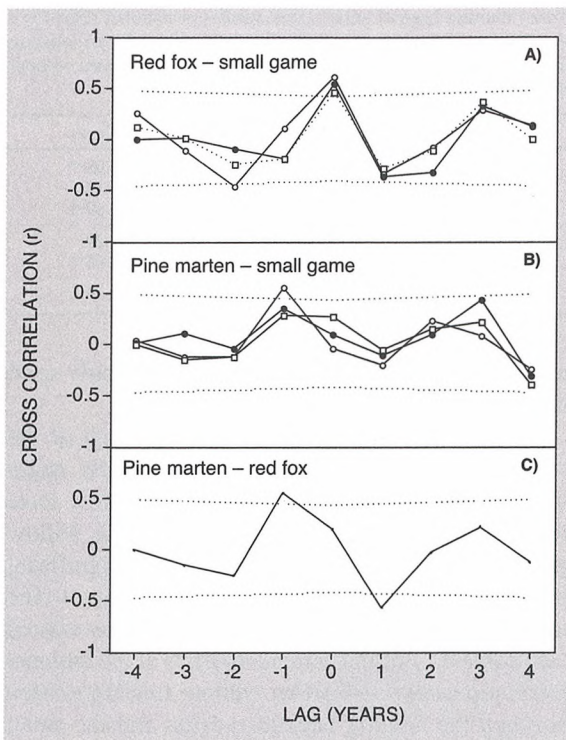 A)
Red fox – small game
1
0.5
0
-0.5
-1
B)
Pine marten – small game
0.5
0
-0.5
-1
C)
Pine marten – red fox
0.5
0
-0.5
-1
-4 -3 -2 -1 0 1 2 3 4
LAG (YEARS)
CROSS CORRELATION (r)